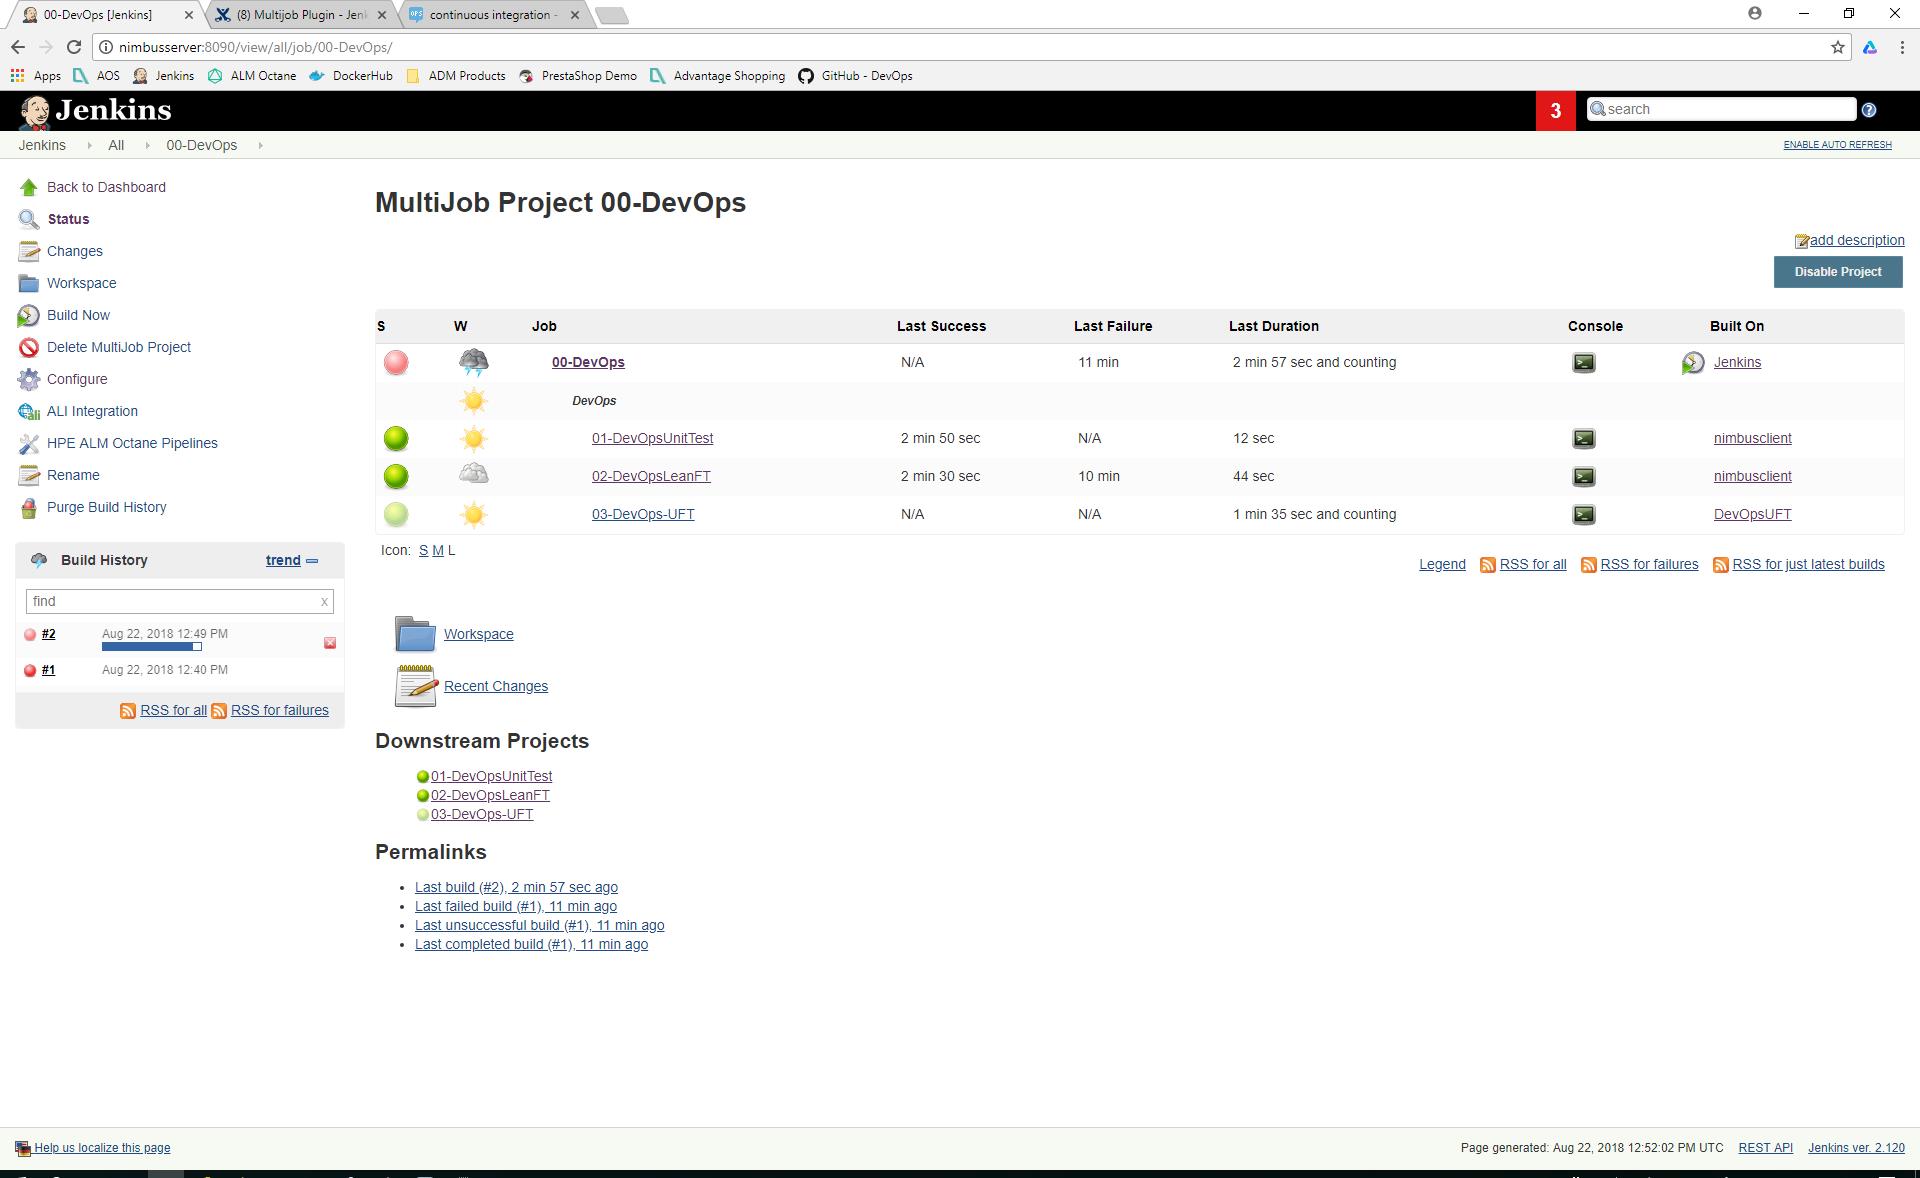 00-DevOps [Jenkins]
(8) Multijob Plugin - Jenk
continuous integration -
nimbusserver:8090/view/all/job/00-DevOps/
Apps AOS Jenkins ALM Octane DockerHub ADM Products PrestaShop Demo Advantage Shopping GitHub - DevOps
Jenkins
3
search
Jenkins All 00-DevOps
ENABLE AUTO REFRESH
Back to Dashboard
Status
Changes
Workspace
Build Now
Delete MultiJob Project
Configure
ALI Integration
HPE ALM Octane Pipelines
Rename
Purge Build History
Build History trend
find x
#2 Aug 22, 2018 12:49 PM
#1 Aug 22, 2018 12:40 PM
RSS for all RSS for failures
MultiJob Project 00-DevOps
add description
Disable Project
S W Job Last Success Last Failure Last Duration Console Built On
00-DevOps N/A 11 min 2 min 57 sec and counting Jenkins
DevOps
01-DevOpsUnitTest 2 min 50 sec N/A 12 sec nimbusclient
02-DevOpsLeanFT 2 min 30 sec 10 min 44 sec nimbusclient
03-DevOps-UFT N/A N/A 1 min 35 sec and counting DevOpsUFT
Icon: S M L
Legend RSS for all RSS for failures RSS for just latest builds
Workspace
Recent Changes
Downstream Projects
01-DevOpsUnitTest
02-DevOpsLeanFT
03-DevOps-UFT
Permalinks
Last build (#2), 2 min 57 sec ago
Last failed build (#1), 11 min ago
Last unsuccessful build (#1), 11 min ago
Last completed build (#1), 11 min ago
Help us localize this page
Page generated: Aug 22, 2018 12:52:02 PM UTC REST API Jenkins ver. 2.120